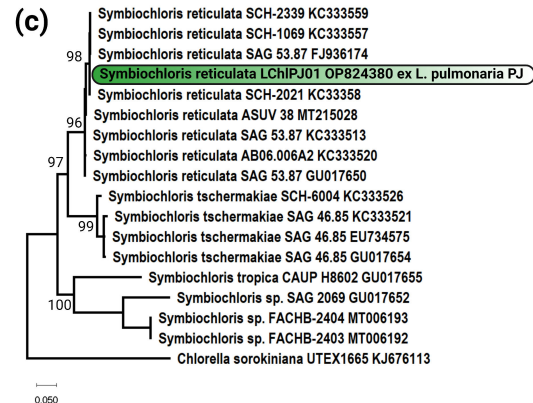 (c)
Symbiochloris reticulata SCH-2339 KC333559
Symbiochloris reticulata SCH-1069 KC333557
Symbiochloris reticulata SAG 53.87 FJ936174
98
Symbiochloris reticulata LChlPJ01 OP824380 ex L. pulmonaria PJ
Symbiochloris reticulata SCH-2021 KC33358
Symbiochloris reticulata ASUV 38 MT215028
96
Symbiochloris reticulata SAG 53.87 KC333513
Symbiochloris reticulata AB06.006A2 KC333520
97
Symbiochloris reticulata SAG 53.87 GU017650
Symbiochloris tschermakiae SCH-6004 KC333526
Symbiochloris tschermakiae SAG 46.85 KC333521
99
Symbiochloris tschermakiae SAG 46.85 EU734575
Symbiochloris tschermakiae SAG 46.85 GU017654
Symbiochloris tropica CAUP H8602 GU017655
Symbiochloris sp. SAG 2069 GU017652
100
Symbiochloris sp. FACHB-2404 MT006193
Symbiochloris sp. FACHB-2403 MT006192
Chlorella sorokiniana UTEX1665 KJ676113
0.050